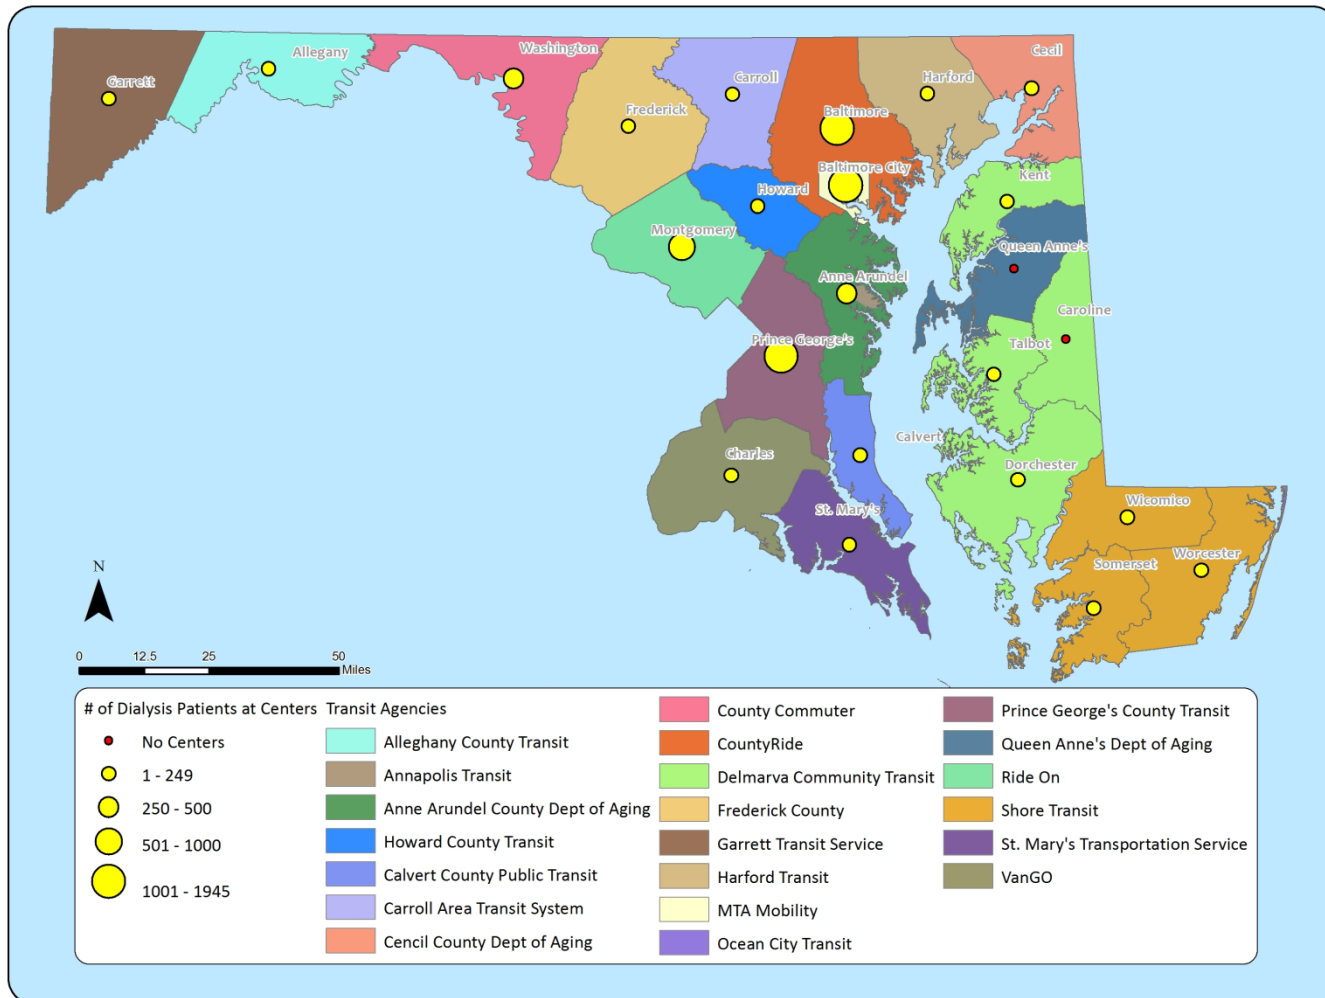 Garrett
Allegany
Washington
Frederick
Carroll
Baltimore
Harford
Cecil
Baltimore City
Howard
Kent
Montgomery
Queen Anne's
Anne Arundel
Caroline
Prince George's
Talbot
Calvert
Charles
Dorchester
St. Mary's
Wicomico
Somerset
Worcester
N
0 12.5 25 50
Miles
# of Dialysis Patients at Centers
No Centers
1 - 249
250 - 500
501 - 1000
1001 - 1945
Transit Agencies
Alleghany County Transit
Annapolis Transit
Anne Arundel County Dept of Aging
Howard County Transit
Calvert County Public Transit
Carroll Area Transit System
Cencil County Dept of Aging
County Commuter
CountyRide
Delmarva Community Transit
Frederick County
Garrett Transit Service
Harford Transit
MTA Mobility
Ocean City Transit
Prince George's County Transit
Queen Anne's Dept of Aging
Ride On
Shore Transit
St. Mary's Transportation Service
VanGO